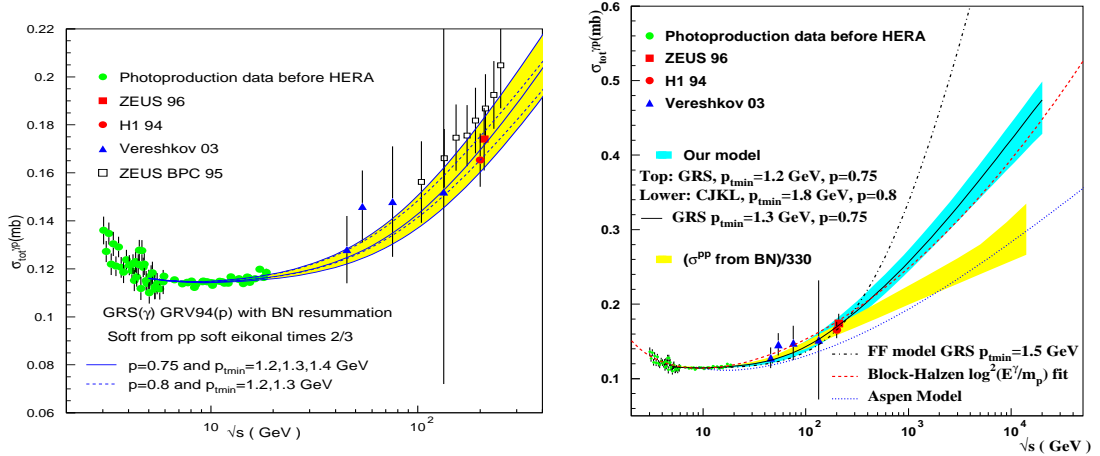 0.22
0.2
0.18
0.16
0.14
0.12
0.1
0.08
0.06
σtotγp(mb)
Photoproduction data before HERA
ZEUS 96
H1 94
Vereshkov 03
ZEUS BPC 95
GRS(γ) GRV94(p) with BN resummation
Soft from pp soft eikonal times 2/3
p=0.75 and ptmin=1.2,1.3,1.4 GeV
p=0.8 and ptmin=1.2,1.3 GeV
10
10²
√s ( GeV )
0.6
0.5
0.4
0.3
0.2
0.1
σtotγp(mb)
Photoproduction data before HERA
ZEUS 96
H1 94
Vereshkov 03
Our model
Top: GRS, ptmin=1.2 GeV, p=0.75
Lower: CJKL, ptmin=1.8 GeV, p=0.8
GRS ptmin=1.3 GeV, p=0.75
(σpp from BN)/330
FF model GRS ptmin=1.5 GeV
Block-Halzen log²(Eγ/mp) fit
Aspen Model
10
10²
10³
10⁴
√s ( GeV )